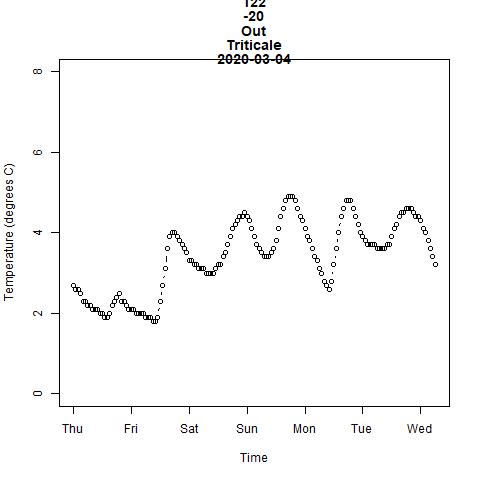 122
-20
Out
Triticale
2020-03-04
Temperature (degrees C)
8
6
4
2
0
Thu Fri Sat Sun Mon Tue Wed
Time